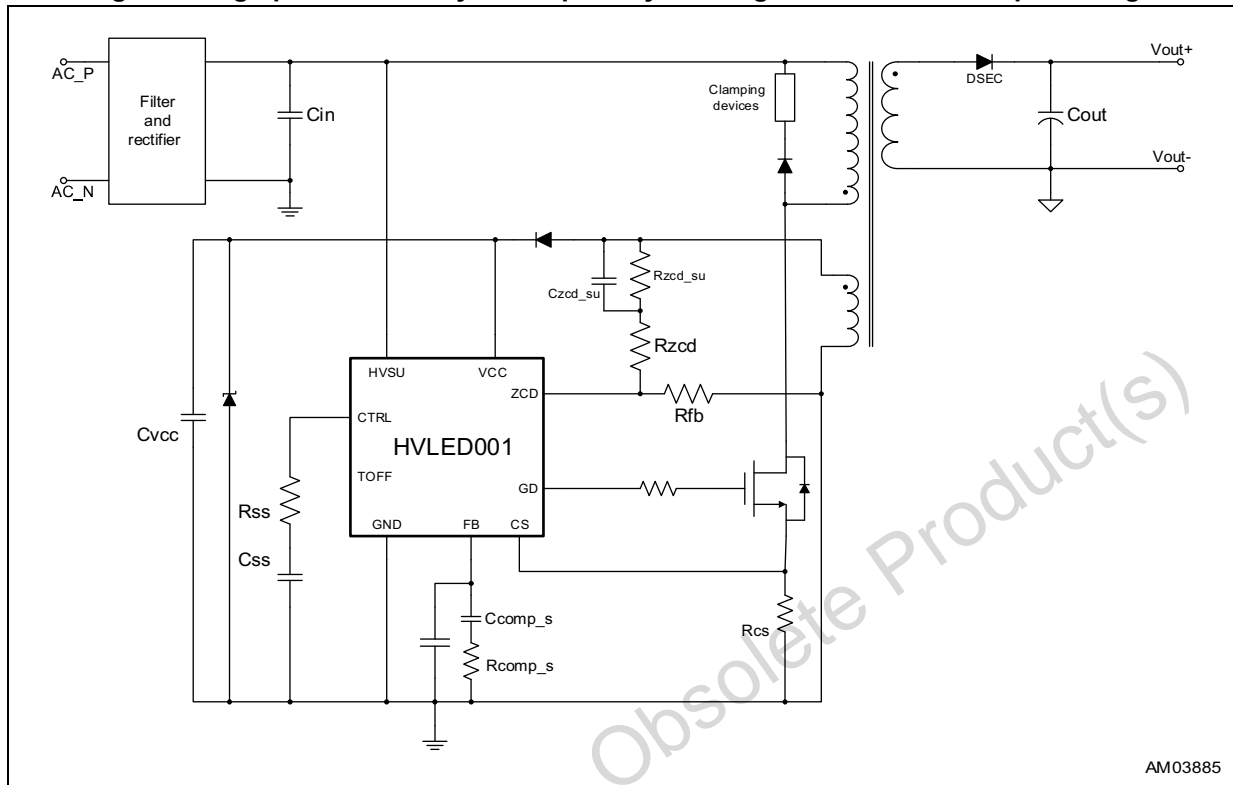 AC_P
Filter
and
rectifier
AC_N
Cin
Clamping
devices
DSEC
Vout+
Cout
Vout-
Czcd_su
Rzcd_su
Rzcd
Rfb
HVSU
VCC
ZCD
CTRL
HVLED001
TOFF
GD
GND
FB
CS
Cvcc
Rss
Css
Ccomp_s
Rcomp_s
Rcs
Obsolete Product(s)
AM03885